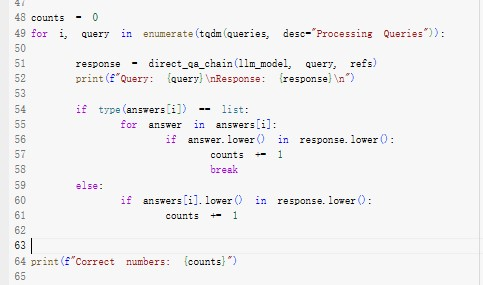 47
48 counts = 0
49 for i, query in enumerate(tqdm(queries, desc="Processing Queries")):
50
51 response = direct_qa_chain(llm_model, query, refs)
52 print(f"Query: {query}\nResponse: {response}\n")
53
54 if type(answers[i]) == list:
55 for answer in answers[i]:
56 if answer.lower() in response.lower():
57 counts += 1
58 break
59 else:
60 if answers[i].lower() in response.lower():
61 counts += 1
62
63
64 print(f"Correct numbers: {counts}")
65